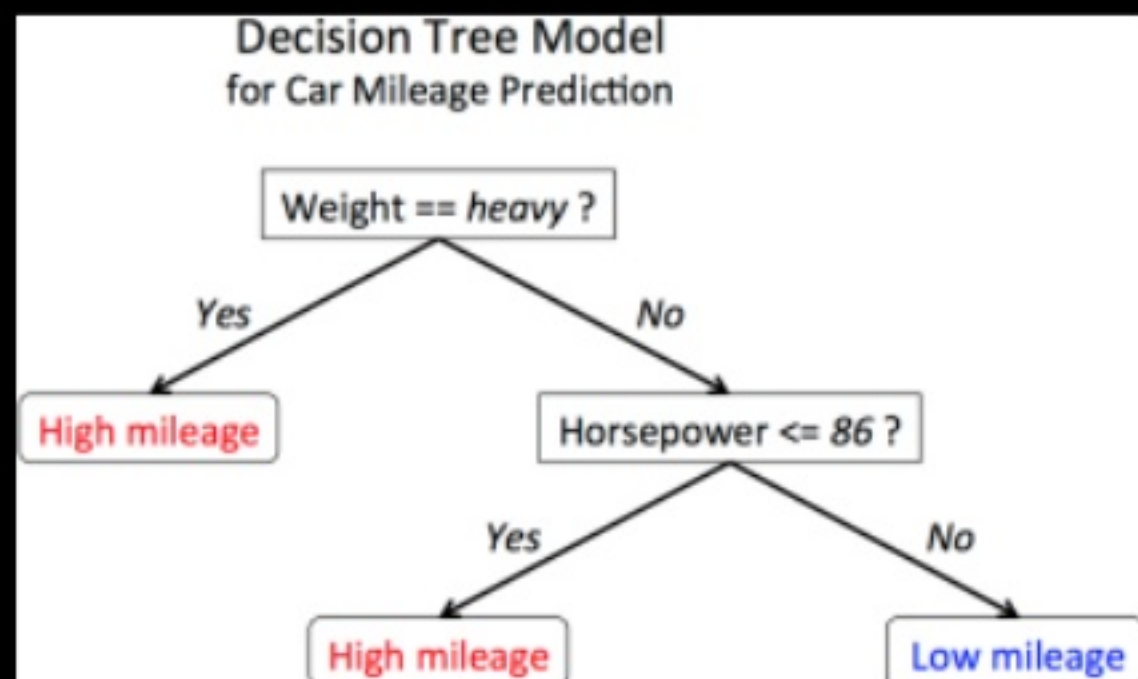 Decision Tree Model
for Car Mileage Prediction
Weight == heavy ?
Yes
No
High mileage
Horsepower <= 86 ?
Yes
No
High mileage
Low mileage